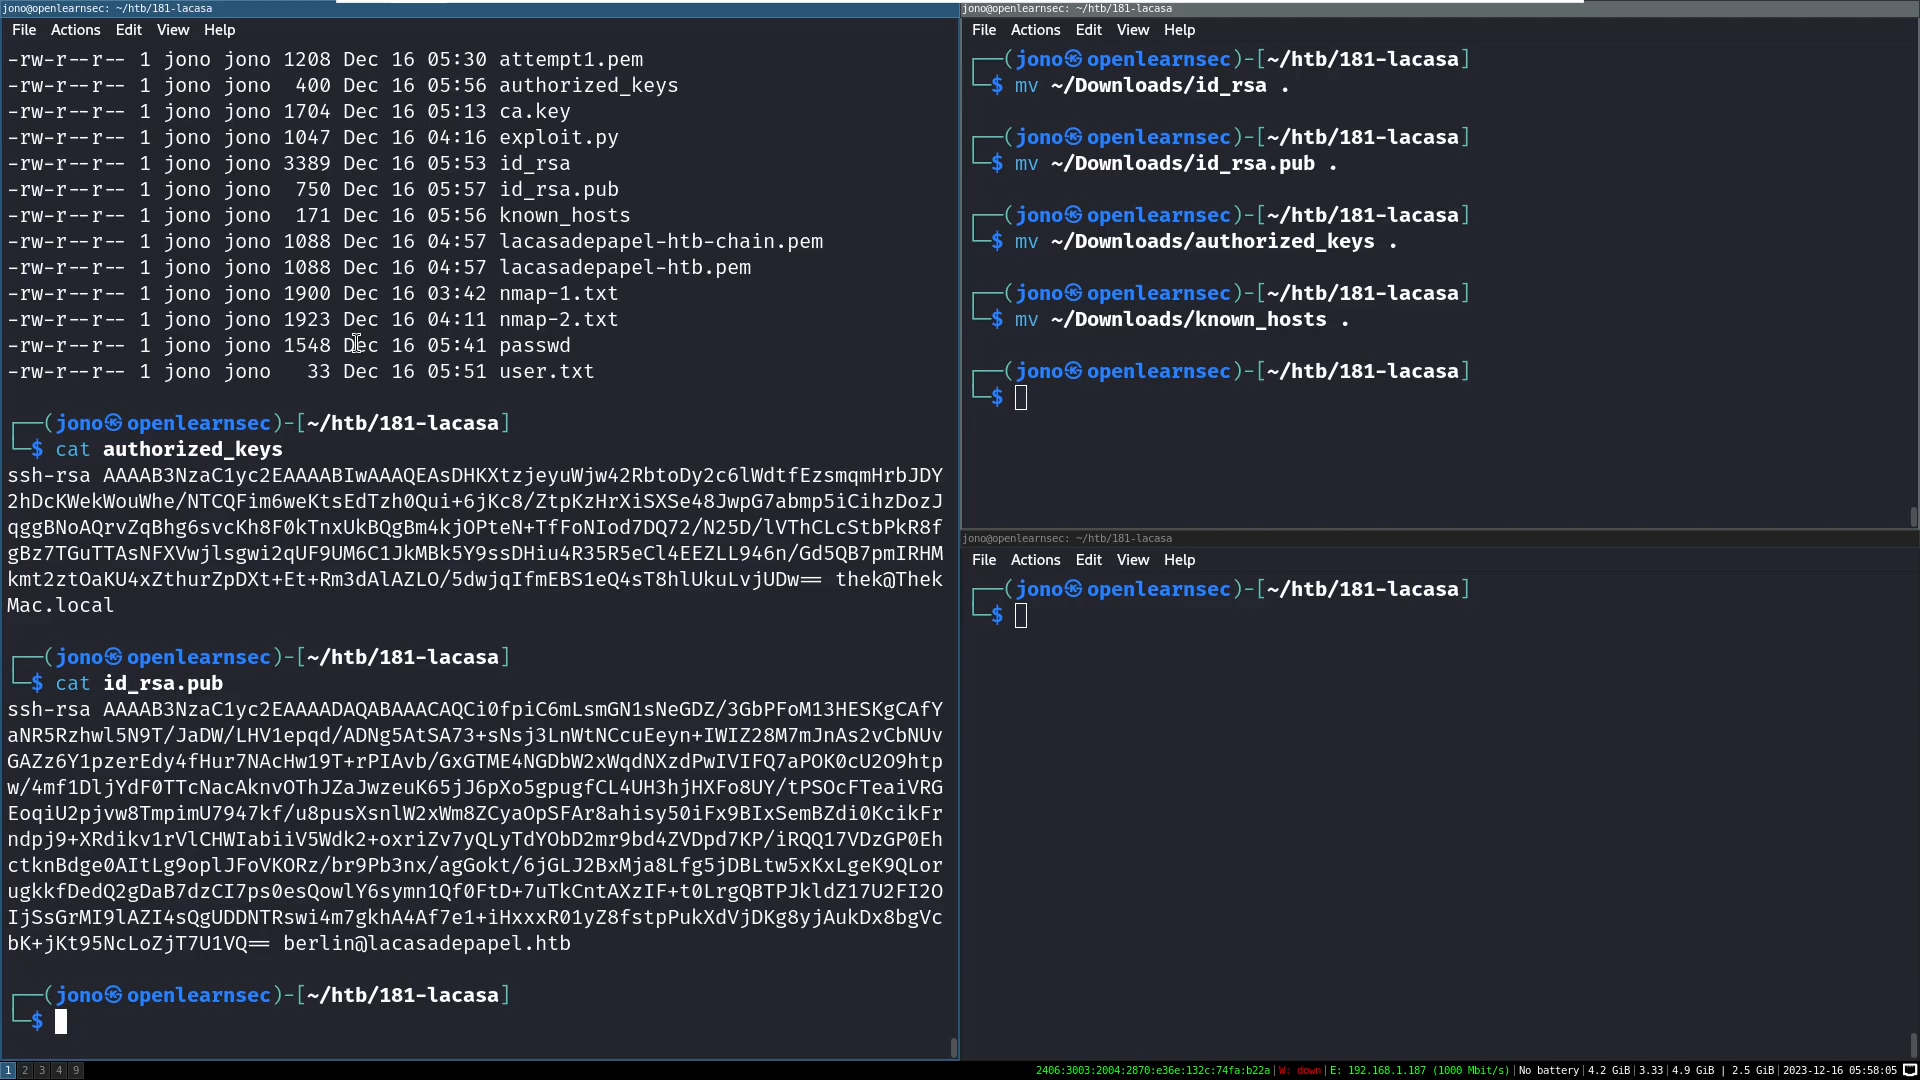 jono@openlearnsec: ~/htb/181-lacasa
File Actions Edit View Help
-rw-r--r-- 1 jono jono 1208 Dec 16 05:30 attempt1.pem
-rw-r--r-- 1 jono jono  400 Dec 16 05:56 authorized_keys
-rw-r--r-- 1 jono jono 1704 Dec 16 05:13 ca.key
-rw-r--r-- 1 jono jono 1047 Dec 16 04:16 exploit.py
-rw-r--r-- 1 jono jono 3389 Dec 16 05:53 id_rsa
-rw-r--r-- 1 jono jono  750 Dec 16 05:57 id_rsa.pub
-rw-r--r-- 1 jono jono  171 Dec 16 05:56 known_hosts
-rw-r--r-- 1 jono jono 1088 Dec 16 04:57 lacasadepapel-htb-chain.pem
-rw-r--r-- 1 jono jono 1088 Dec 16 04:57 lacasadepapel-htb.pem
-rw-r--r-- 1 jono jono 1900 Dec 16 03:42 nmap-1.txt
-rw-r--r-- 1 jono jono 1923 Dec 16 04:11 nmap-2.txt
-rw-r--r-- 1 jono jono 1548 Dec 16 05:41 passwd
-rw-r--r-- 1 jono jono   33 Dec 16 05:51 user.txt
┌──(jono㉿openlearnsec)-[~/htb/181-lacasa]
└─$ cat authorized_keys
ssh-rsa AAAAB3NzaC1yc2EAAAABIwAAAQEAsDHKXtzjeyuWjw42RbtoDy2c6lWdtfEzsmqmHrbJDY
2hDcKWekWouWhe/NTCQFim6weKtsEdTzh0Qui+6jKc8/ZtpKzHrXiSXSe48JwpG7abmp5iCihzDozJ
qggBNoAQrvZqBhg6svcKh8F0kTnxUkBQgBm4kjOPteN+TfFoNIod7DQ72/N25D/lVThCLcStbPkR8f
gBz7TGuTTAsNFXVwjlsgwi2qUF9UM6C1JkMBk5Y9ssDHiu4R35R5eCl4EEZLL946n/Gd5QB7pmIRHM
kmt2ztOaKU4xZthurZpDXt+Et+Rm3dAlAZLO/5dwjqIfmEBS1eQ4sT8hlUkuLvjUDw== thek@Thek
Mac.local
┌──(jono㉿openlearnsec)-[~/htb/181-lacasa]
└─$ cat id_rsa.pub
ssh-rsa AAAAB3NzaC1yc2EAAAADAQABAAACAQCi0fpiC6mLsmGN1sNeGDZ/3GbPFoM13HESKgCAfY
aNR5Rzhwl5N9T/JaDW/LHV1epqd/ADNg5AtSA73+sNsj3LnWtNCcuEeyn+IWIZ28M7mJnAs2vCbNUv
GAZz6Y1pzerEdy4fHur7NAcHw19T+rPIAvb/GxGTME4NGDbW2xWqdNXzdPwIVIFQ7aPOK0cU2O9htp
w/4mf1DljYdF0TTcNacAknvOThJZaJwzeuK65jJ6pXo5gpugfCL4UH3hjHXFo8UY/tPSOcFTeaiVRG
EoqiU2pjvw8TmpimU7947kf/u8pusXsnlW2xWm8ZCyaOpSFAr8ahisy50iFx9BIxSemBZdi0KcikFr
ndpj9+XRdikv1rVlCHWIabiiV5Wdk2+oxriZv7yQLyTdYObD2mr9bd4ZVDpd7KP/iRQQ17VDzGP0Eh
ctknBdge0AItLg9oplJFoVKORz/br9Pb3nx/agGokt/6jGLJ2BxMja8Lfg5jDBLtw5xKxLgeK9QLor
ugkkfDedQ2gDaB7dzCI7ps0esQowlY6symn1Qf0FtD+7uTkCntAXzIF+t0LrgQBTPJkldZ17U2FI2O
IjSsGrMI9lAZI4sQgUDDNTRswi4m7gkhA4Af7e1+iHxxxR01yZ8fstpPukXdVjDKg8yjAukDx8bgVc
bK+jKt95NcLoZjT7U1VQ== berlin@lacasadepapel.htb
┌──(jono㉿openlearnsec)-[~/htb/181-lacasa]
└─$
jono@openlearnsec: ~/htb/181-lacasa
File Actions Edit View Help
┌──(jono㉿openlearnsec)-[~/htb/181-lacasa]
└─$ mv ~/Downloads/id_rsa .
┌──(jono㉿openlearnsec)-[~/htb/181-lacasa]
└─$ mv ~/Downloads/id_rsa.pub .
┌──(jono㉿openlearnsec)-[~/htb/181-lacasa]
└─$ mv ~/Downloads/authorized_keys .
┌──(jono㉿openlearnsec)-[~/htb/181-lacasa]
└─$ mv ~/Downloads/known_hosts .
┌──(jono㉿openlearnsec)-[~/htb/181-lacasa]
└─$
jono@openlearnsec: ~/htb/181-lacasa
File Actions Edit View Help
┌──(jono㉿openlearnsec)-[~/htb/181-lacasa]
└─$
1 2 3 4 9
2406:3003:2004:2870:e36e:132c:74fa:b22a|W: down|E: 192.168.1.187 (1000 Mbit/s)|No battery|4.2 GiB|3.33|4.9 GiB | 2.5 GiB|2023-12-16 05:58:05